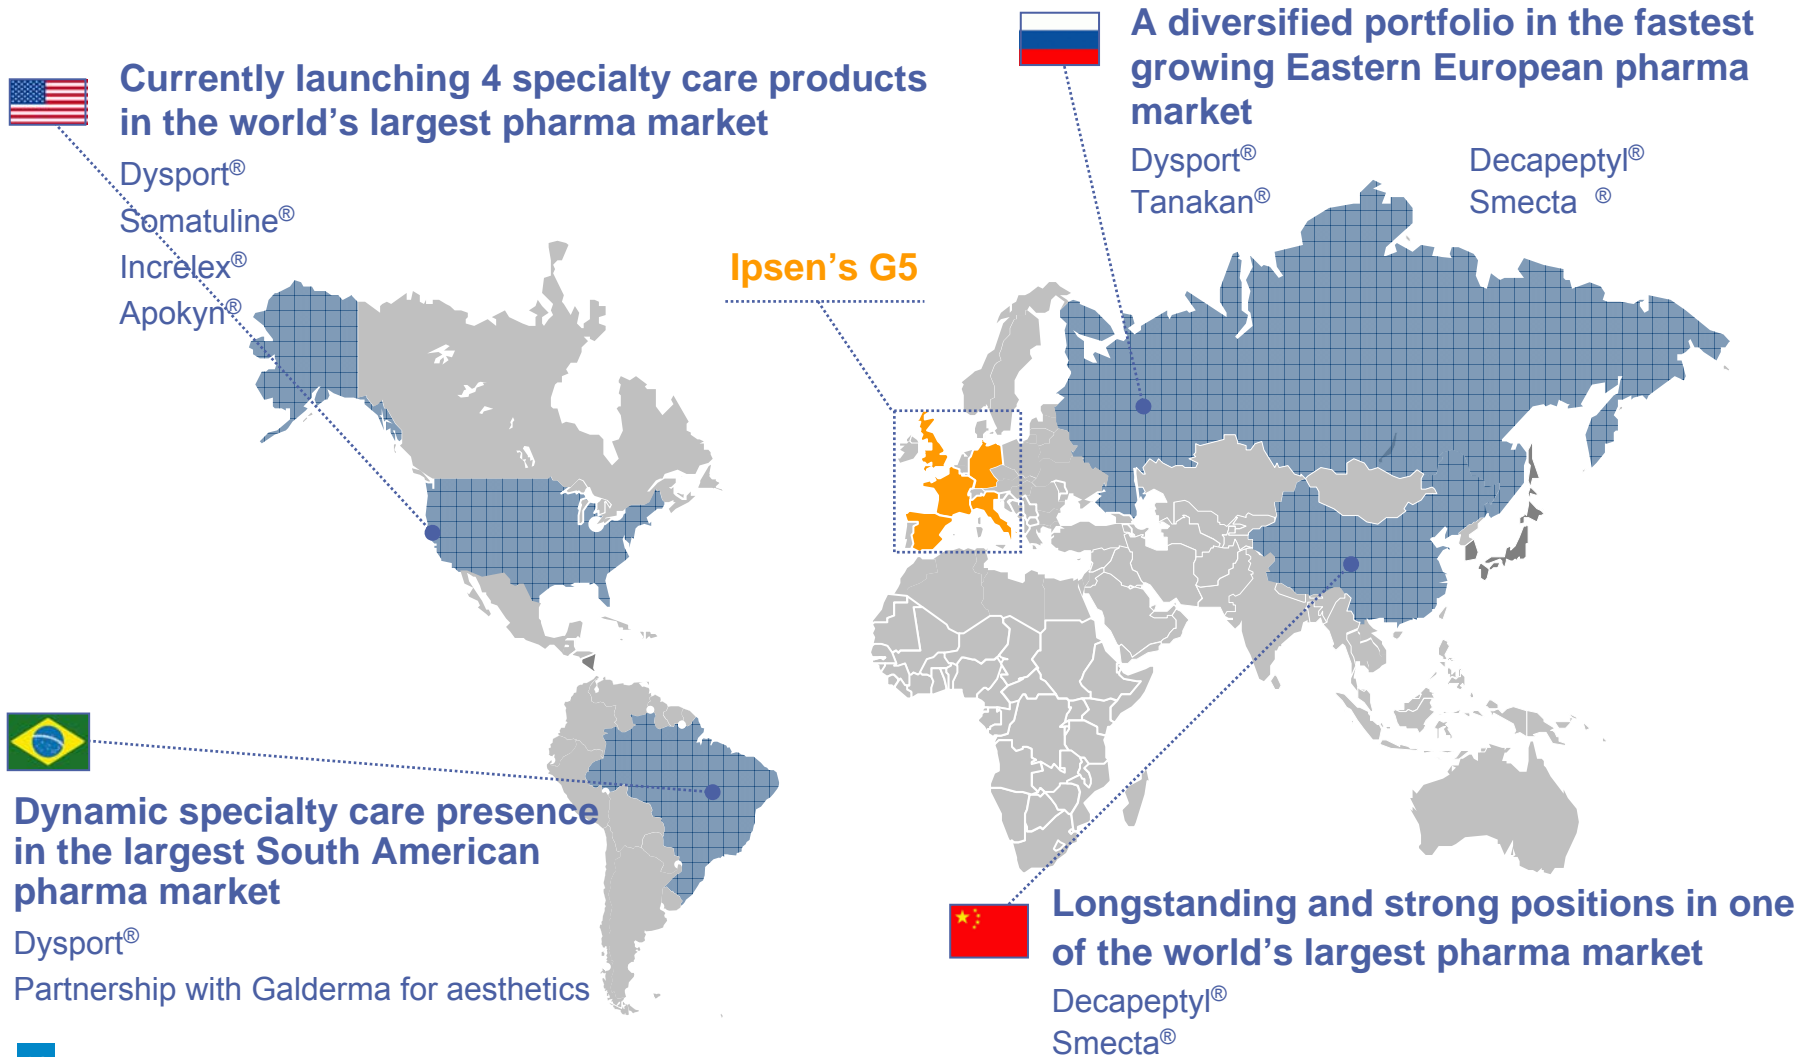 Currently launching 4 specialty care products
in the world’s largest pharma market
Dysport®
Somatuline®
Increlex®
Apokyn®
A diversified portfolio in the fastest
growing Eastern European pharma
market
Dysport® Decapeptyl®
Tanakan® Smecta ®
Ipsen’s G5
Dynamic specialty care presence
in the largest South American
pharma market
Dysport®
Partnership with Galderma for aesthetics
Longstanding and strong positions in one
of the world’s largest pharma market
Decapeptyl®
Smecta®